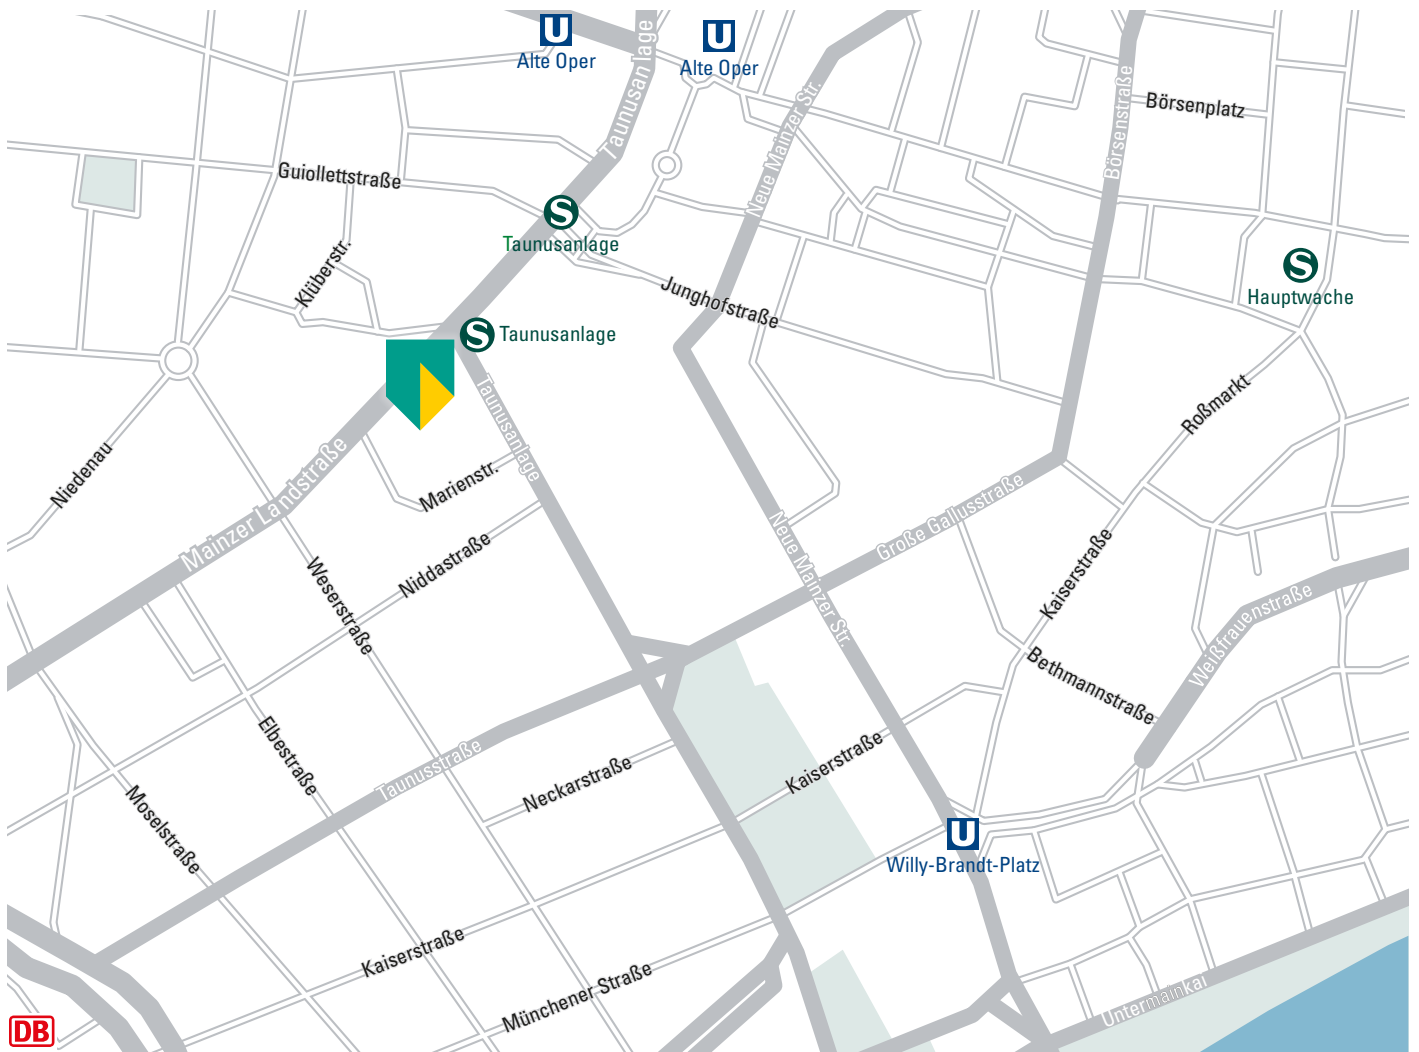 U
Alte Oper
U
Alte Oper
Taunusanlage
Neue Mainzer Str.
Börsenstraße
Börsenplatz
Guiollettstraße
S
Taunusanlage
Klüberstr.
Junghofstraße
S
Hauptwache
S Taunusanlage
Taunusanlage
Roßmarkt
Niedenau
Mainzer Landstraße
Marienstr.
Niddastraße
Große Gallusstraße
Neue Mainzer Str.
Weserstraße
Kaiserstraße
Weißfrauenstraße
Bethmannstraße
Elbestraße
Taunusstraße
Neckarstraße
Kaiserstraße
Moselstraße
U
Willy-Brandt-Platz
Kaiserstraße
Münchener Straße
Untermainkai
DB